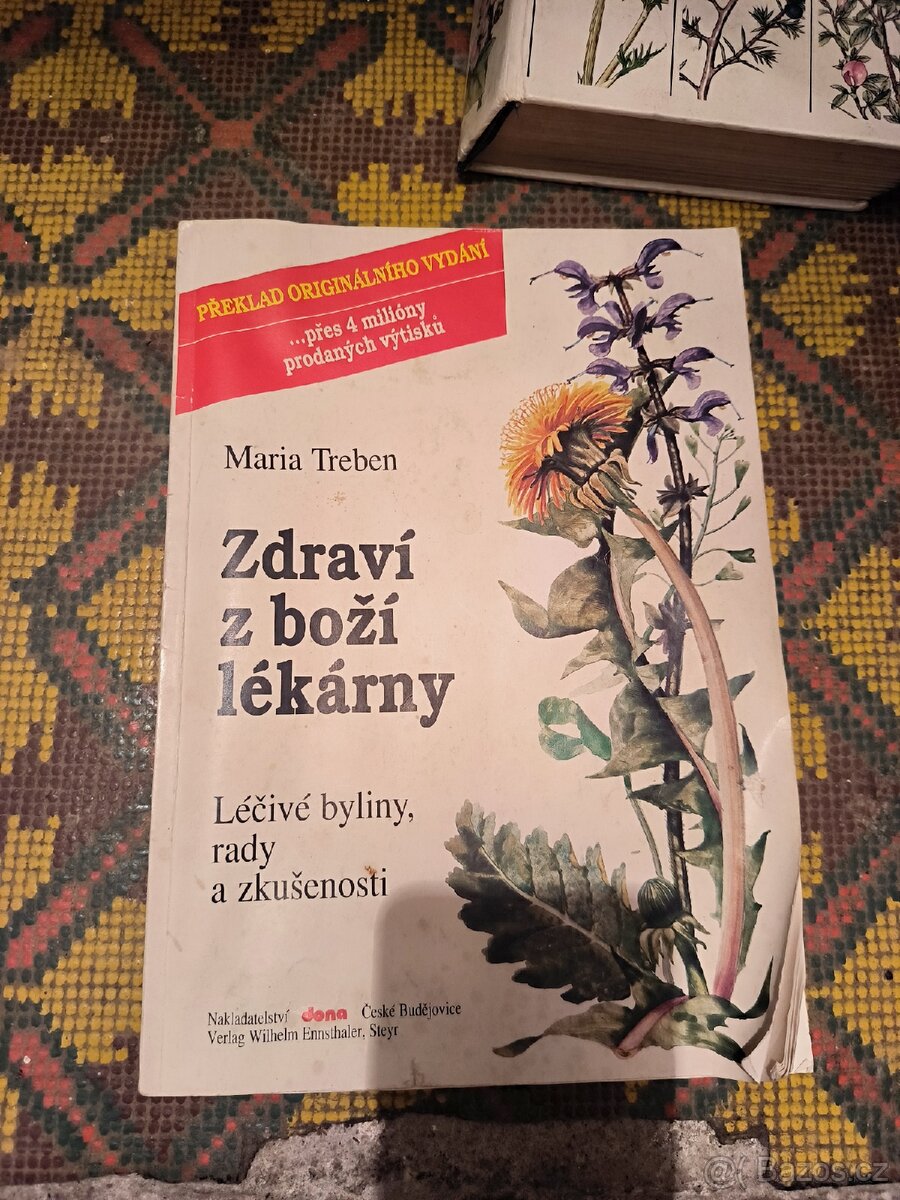 PŘEKLAD ORIGINÁLNÍHO VYDÁNÍ
...přes 4 milióny
prodaných výtisků
Maria Treben
Zdraví
z boží
lékárny
Léčivé byliny,
rady
a zkušenosti
Nakladatelství dona České Budějovice
Verlag Wilhelm Ennsthaler, Steyr
@Bazos.cz